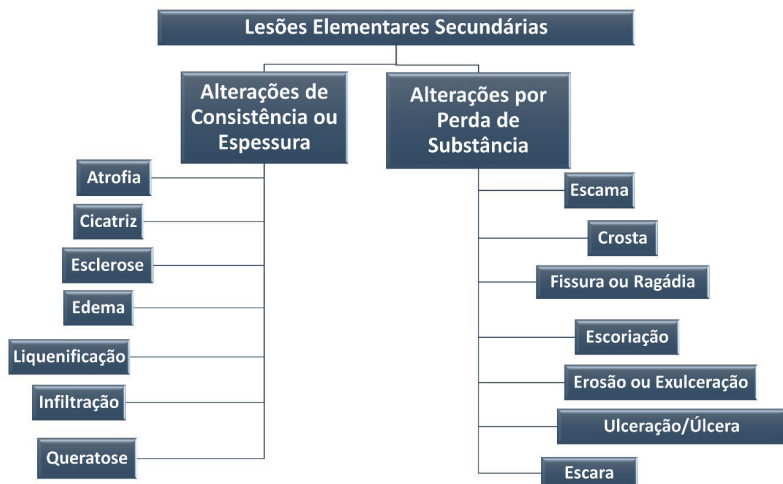 Lesões Elementares Secundárias
Alterações de
Consistência ou
Espessura
Atrofia
Cicatriz
Esclerose
Edema
Liquenificação
Infiltração
Queratose
Alterações por
Perda de
Substância
Escama
Crosta
Fissura ou Ragádia
Escoriação
Erosão ou Exulceração
Ulceração/Úlcera
Escara